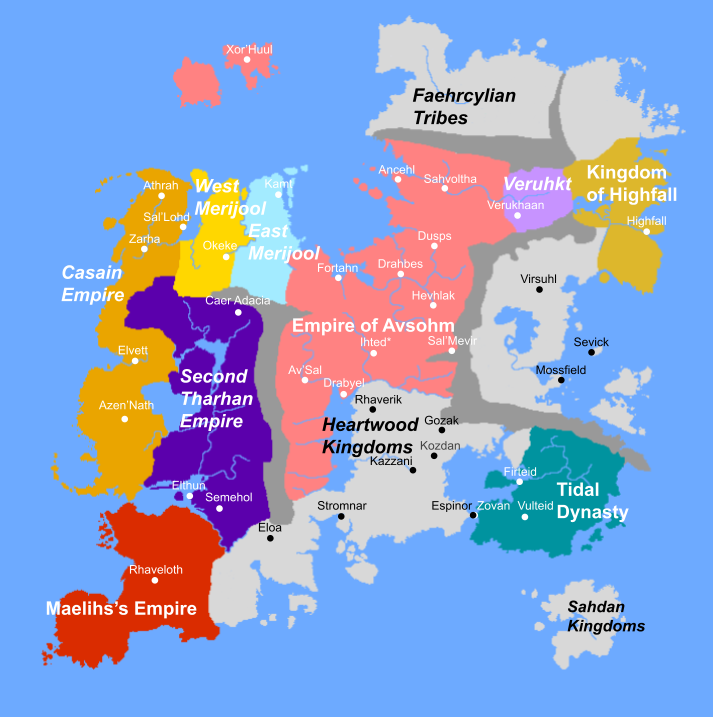 Xor'Huul
Faehrcylian
Tribes
Ancehl
Sahvoltha
Veruhkt
Verukhaan
Kingdom
of Highfall
Highfall
Athrah
West
Merijool
Kamt
Sal'Lohd
East
Merijool
Zarha
Okeke
Dusps
Casain
Empire
Fortahn
Drahbes
Virsuhl
Caer Adacia
Hevhlak
Empire of Avsohm
Ihted*
Sal'Mevir
Sevick
Elvett
Second
Tharhan
Empire
Av'Sal
Drabyel
Mossfield
Azen'Nath
Rhaverik
Heartwood
Kingdoms
Gozak
Kozdan
Kazzani
Firteid
Tidal
Dynasty
Elthun
Semehol
Stromnar
Espinor
Zovan
Vulteid
Eloa
Rhaveloth
Maelihs's Empire
Sahdan
Kingdoms